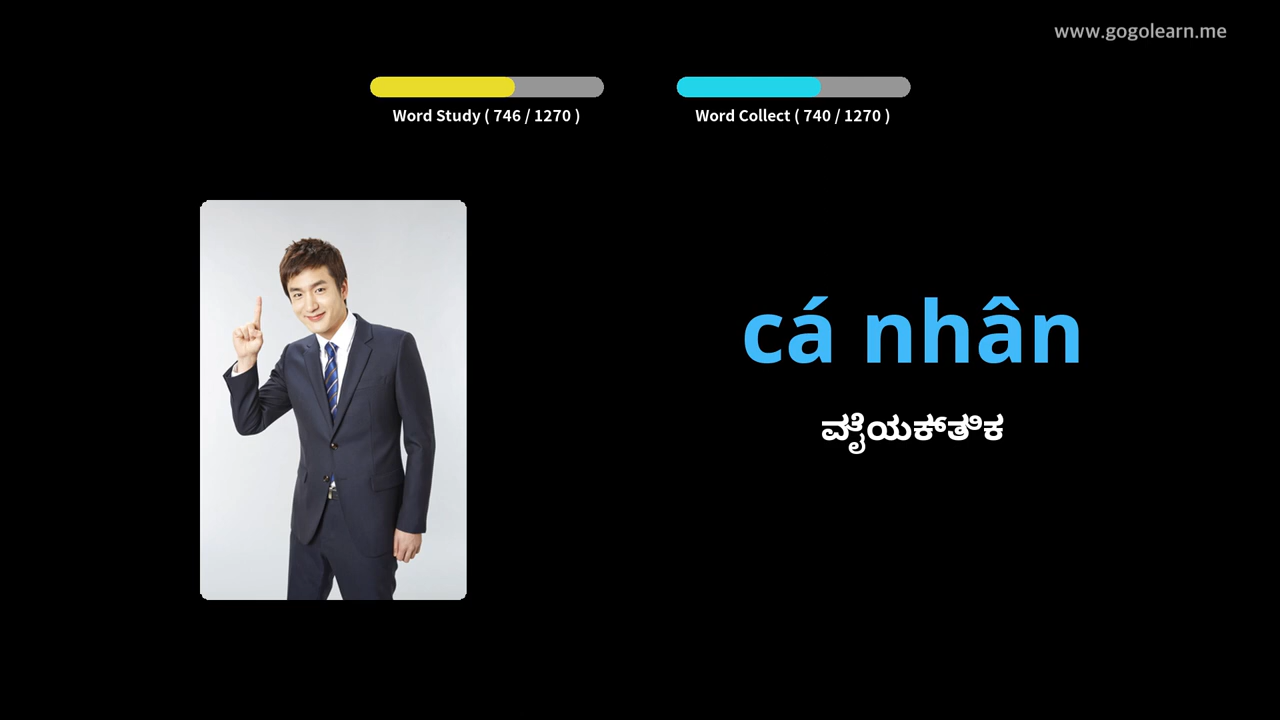 www.gogolearn.me
Word Study ( 746 / 1270 )
Word Collect ( 740 / 1270 )
cá nhân
ವೈಯಕ್ತಿಕ